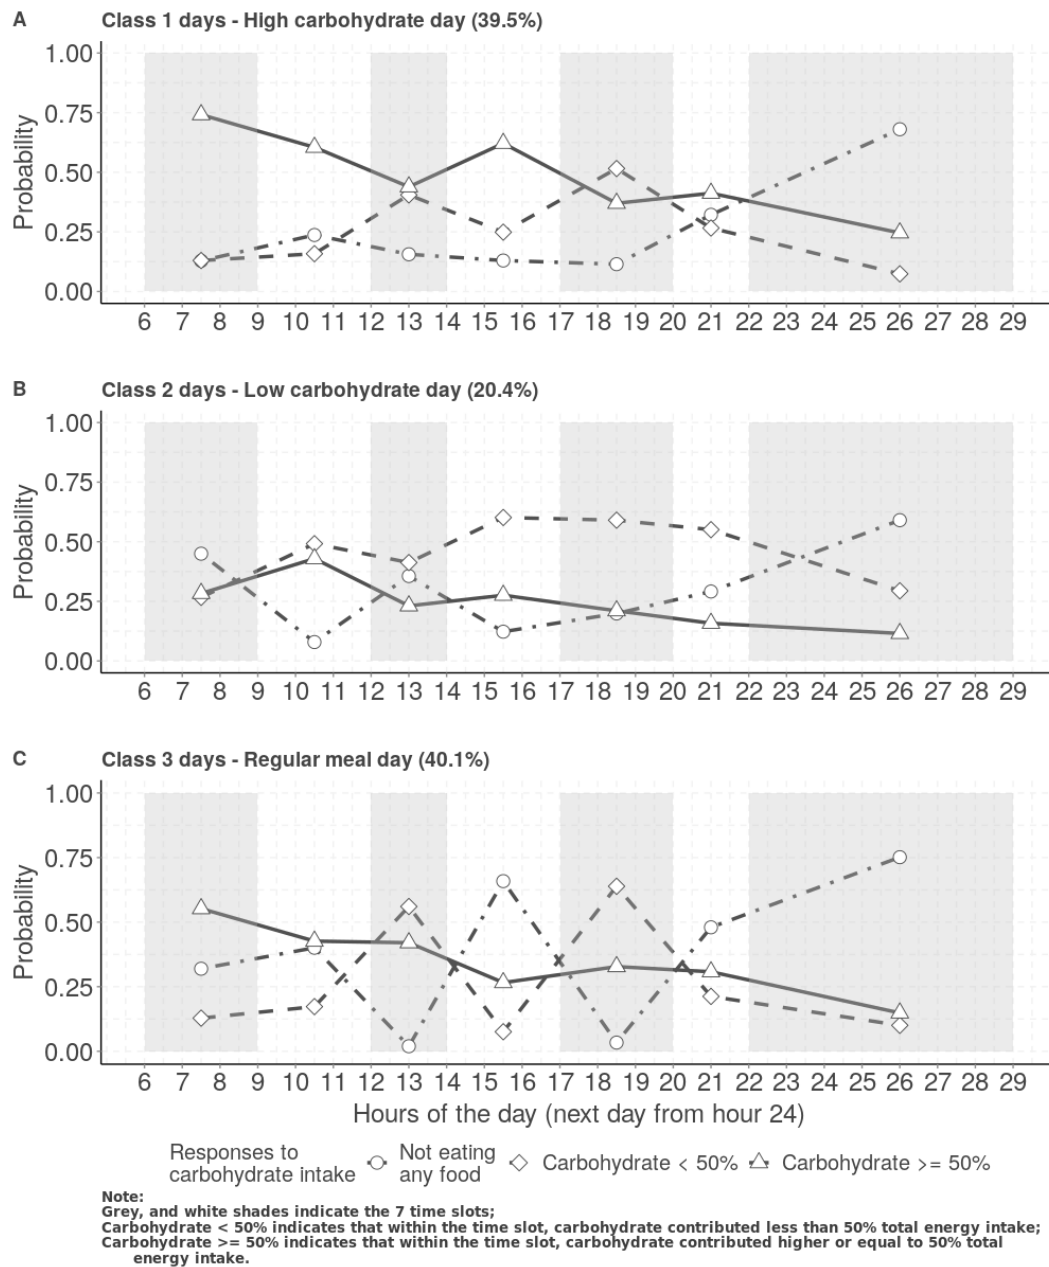 A Class 1 days - High carbohydrate day (39.5%)
1.00
0.75
0.50
0.25
0.00
Probability
6 7 8 9 10 11 12 13 14 15 16 17 18 19 20 21 22 23 24 25 26 27 28 29
B Class 2 days - Low carbohydrate day (20.4%)
1.00
0.75
0.50
0.25
0.00
Probability
6 7 8 9 10 11 12 13 14 15 16 17 18 19 20 21 22 23 24 25 26 27 28 29
C Class 3 days - Regular meal day (40.1%)
1.00
0.75
0.50
0.25
0.00
Probability
6 7 8 9 10 11 12 13 14 15 16 17 18 19 20 21 22 23 24 25 26 27 28 29
Hours of the day (next day from hour 24)
Responses to
carbohydrate intake
Not eating
any food
Carbohydrate < 50%
Carbohydrate >= 50%
Note:
Grey, and white shades indicate the 7 time slots;
Carbohydrate < 50% indicates that within the time slot, carbohydrate contributed less than 50% total energy intake;
Carbohydrate >= 50% indicates that within the time slot, carbohydrate contributed higher or equal to 50% total
energy intake.